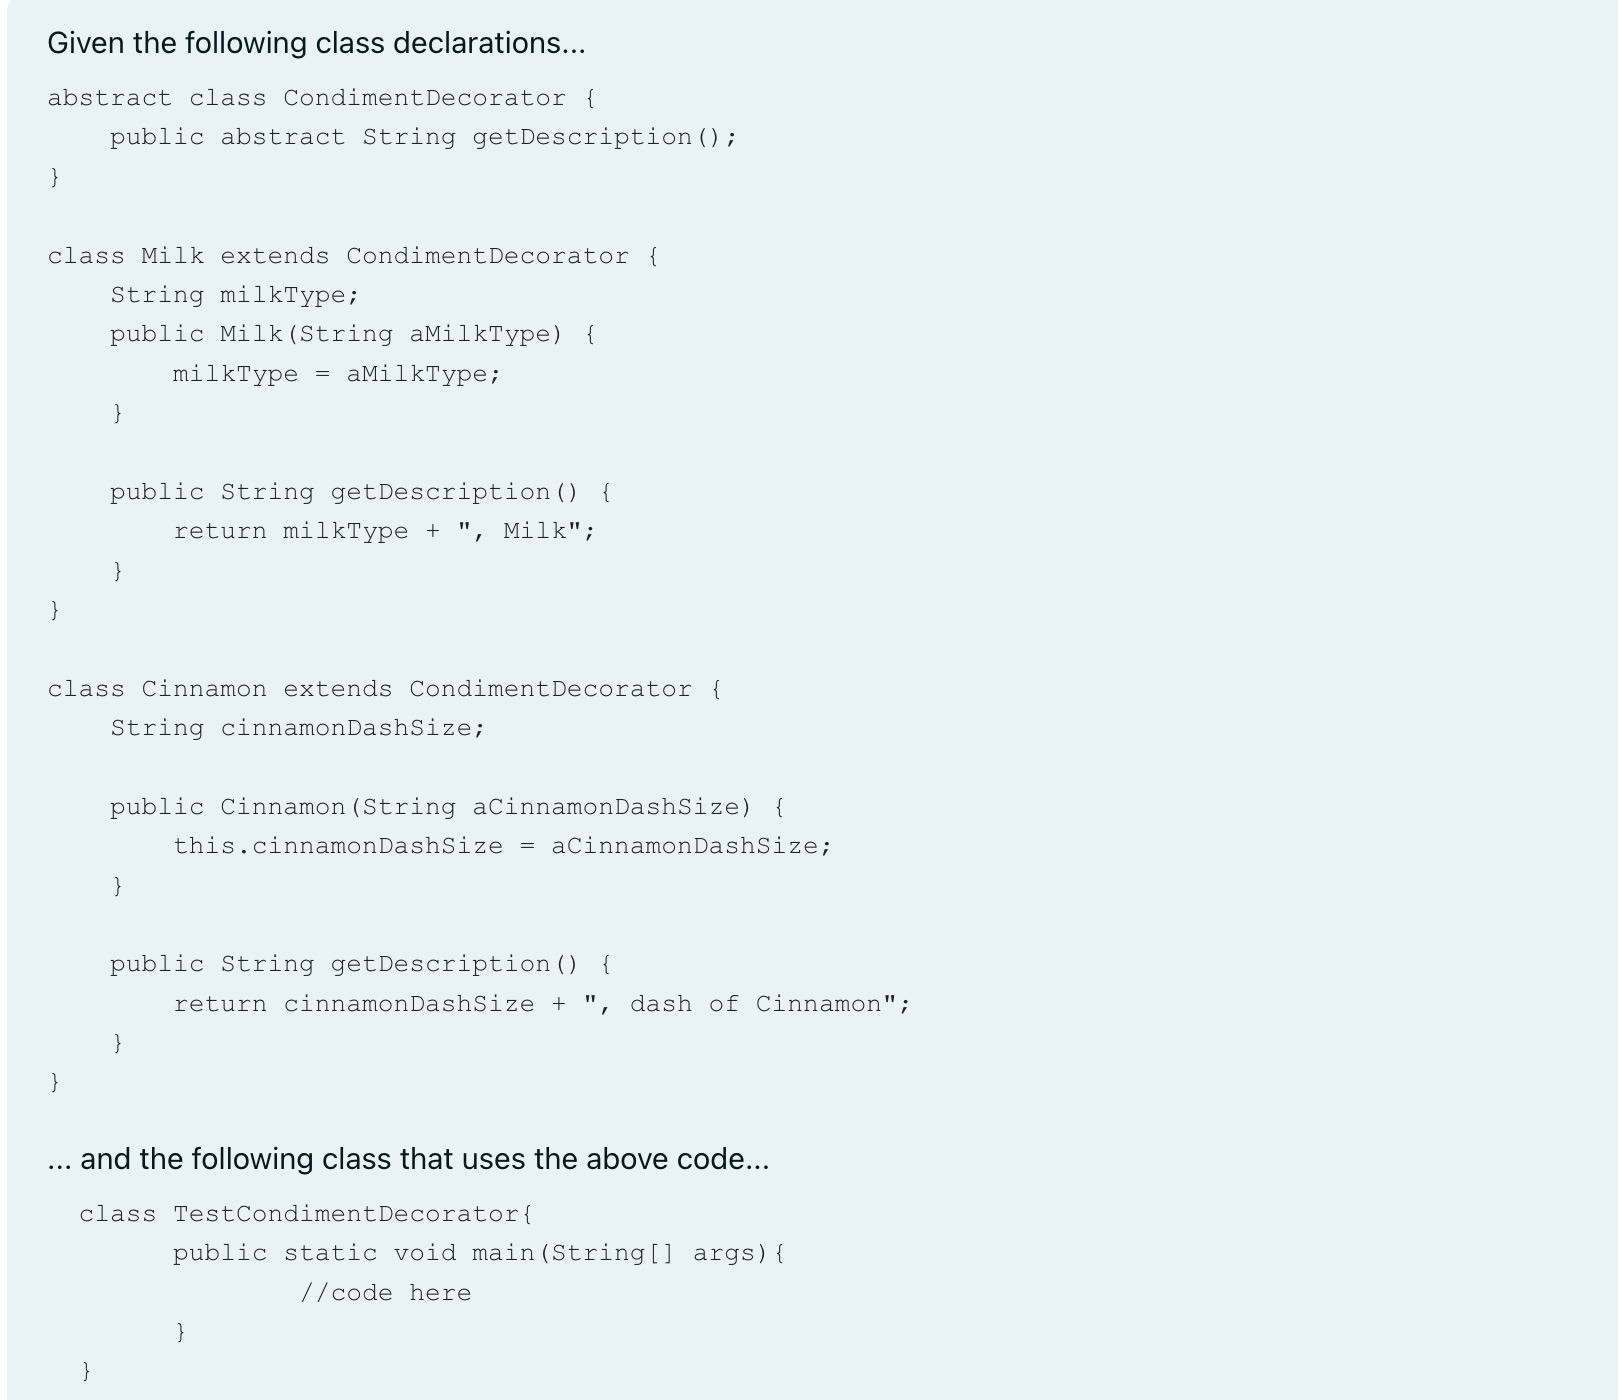 Given the following class declarations...
abstract class CondimentDecorator {
    public abstract String getDescription();
}
class Milk extends CondimentDecorator {
    String milkType;
    public Milk(String aMilkType) {
        milkType = aMilkType;
    }
    public String getDescription() {
        return milkType + ", Milk";
    }
}
class Cinnamon extends CondimentDecorator {
    String cinnamonDashSize;
    public Cinnamon(String aCinnamonDashSize) {
        this.cinnamonDashSize = aCinnamonDashSize;
    }
    public String getDescription() {
        return cinnamonDashSize + ", dash of Cinnamon";
    }
}
... and the following class that uses the above code...
  class TestCondimentDecorator{
        public static void main(String[] args){
                //code here
        }
  }